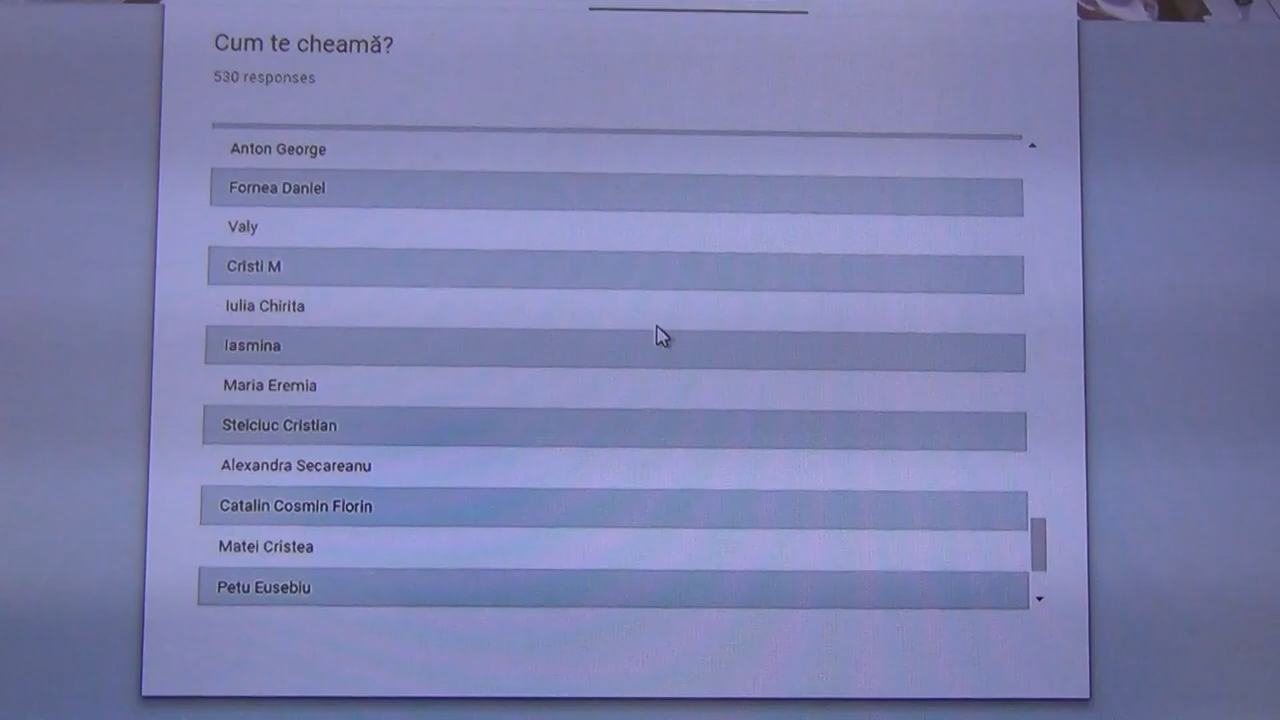 Cum te cheamă?
530 responses
Anton George
Fornea Daniel
Valy
Cristi M
Iulia Chirita
Iasmina
Maria Eremia
Steiciuc Cristian
Alexandra Secareanu
Catalin Cosmin Florin
Matei Cristea
Petu Eusebiu